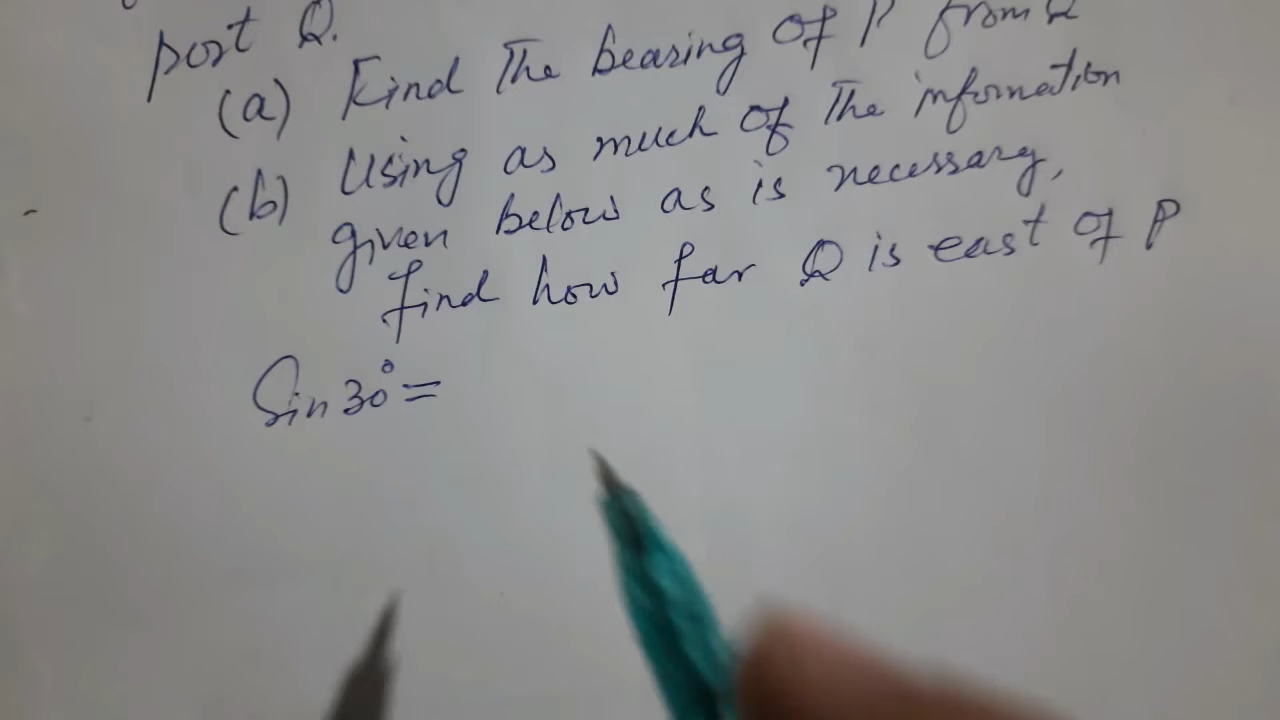 port Q.
(a) Find The bearing of P from Q
(b) Using as much of The information
given below as is necessary,
find how far Q is east of P
Sin 30° =